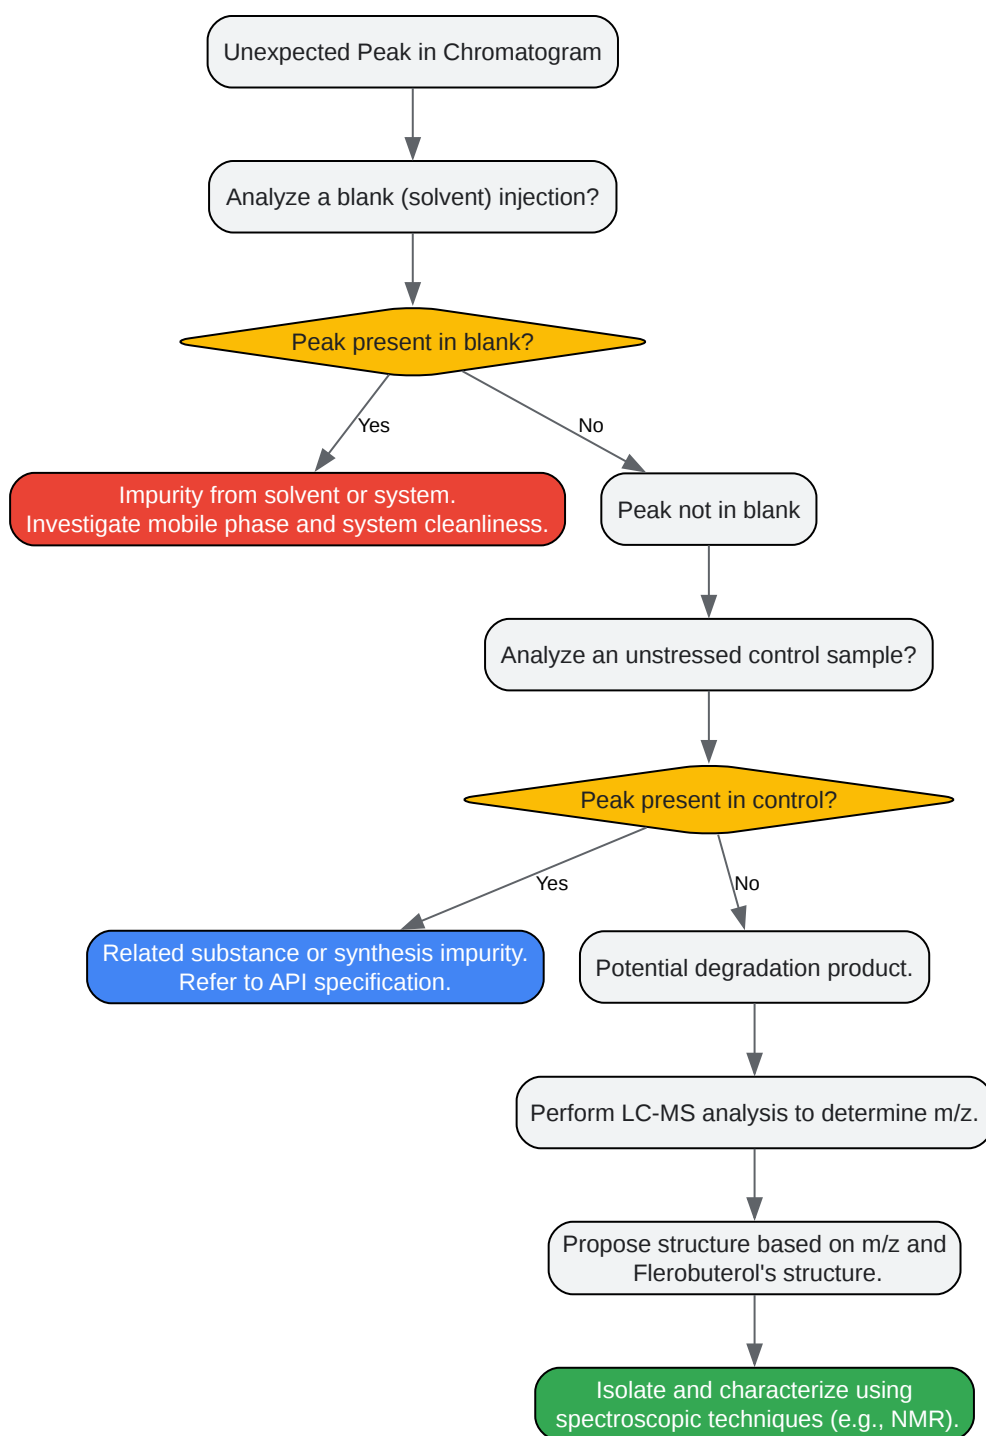 Unexpected Peak in Chromatogram
Analyze a blank (solvent) injection?
Peak present in blank?
Yes
No
Impurity from solvent or system.
Investigate mobile phase and system cleanliness.
Peak not in blank
Analyze an unstressed control sample?
Peak present in control?
Yes
No
Related substance or synthesis impurity.
Refer to API specification.
Potential degradation product.
Perform LC-MS analysis to determine m/z.
Propose structure based on m/z and
Flerobuterol's structure.
Isolate and characterize using
spectroscopic techniques (e.g., NMR).